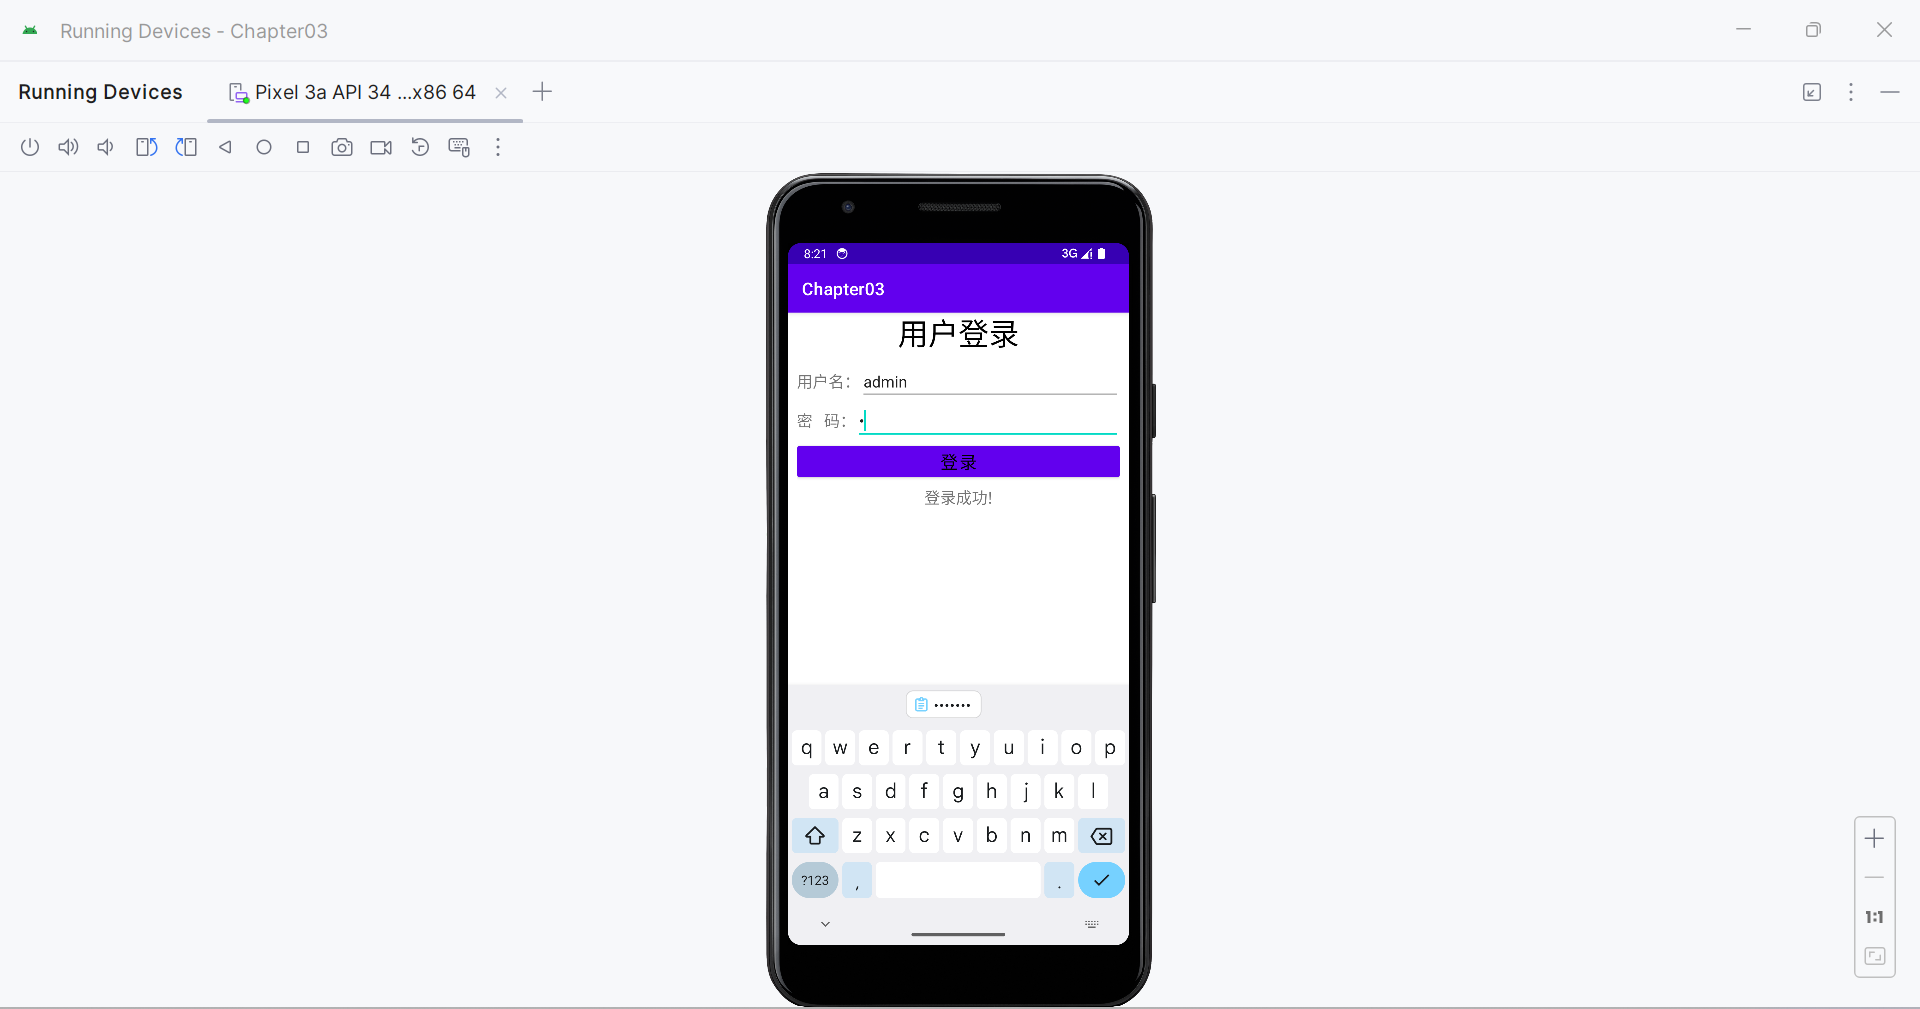 Running Devices - Chapter03
Running Devices
Pixel 3a API 34 ...x86 64
8:21
3G
Chapter03
用户登录
用户名： admin
密 码： •
登录
登录成功!
•••••••
q w e r t y u i o p
a s d f g h j k l
z x c v b n m
?123 , .
1:1